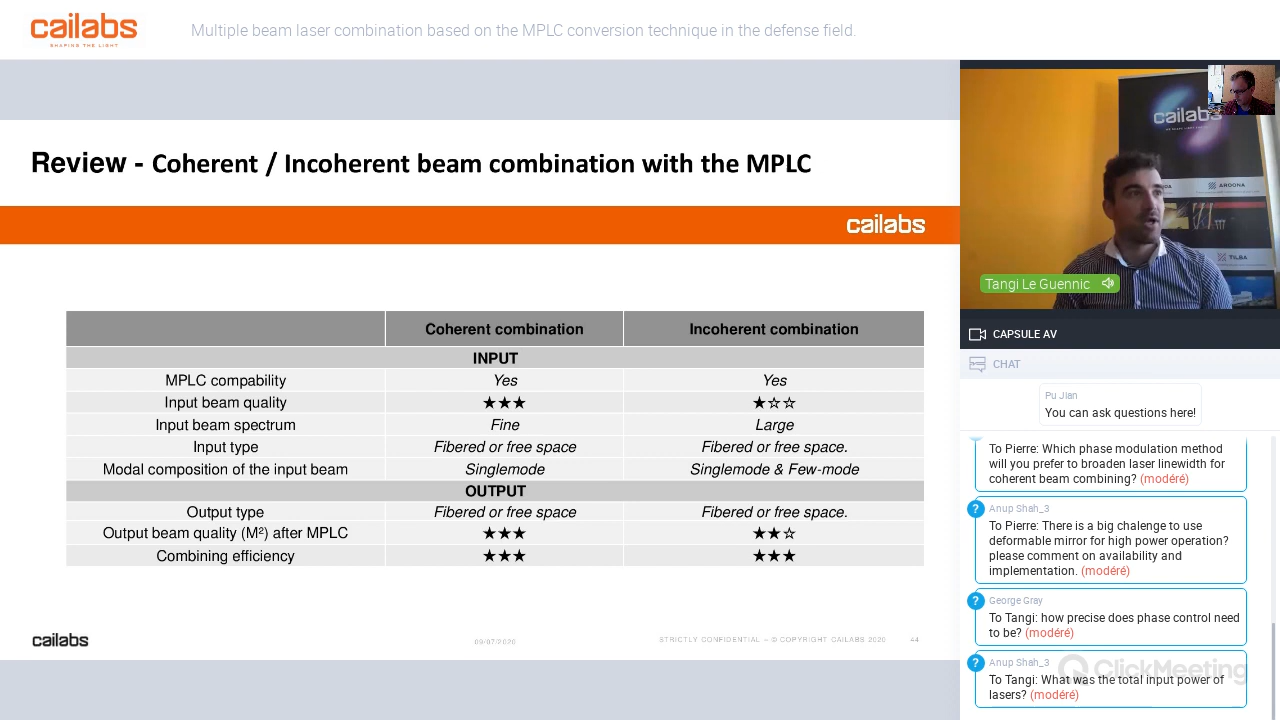 cailabs
SHAPING THE LIGHT
Multiple beam laser combination based on the MPLC conversion technique in the defense field.
Review - Coherent / Incoherent beam combination with the MPLC
cailabs
Coherent combination Incoherent combination
INPUT
MPLC compability Yes Yes
Input beam quality ★★★ ★☆☆
Input beam spectrum Fine Large
Input type Fibered or free space Fibered or free space.
Modal composition of the input beam Singlemode Singlemode & Few-mode
OUTPUT
Output type Fibered or free space Fibered or free space.
Output beam quality (M²) after MPLC ★★★ ★★☆
Combining efficiency ★★★ ★★★
cailabs
09/07/2020
STRICTLY CONFIDENTIAL – © COPYRIGHT CAILABS 2020 44
cailabs
AROONA
TILBA
Tangi Le Guennic
CAPSULE AV
CHAT
Pu Jian
You can ask questions here!
To Pierre: Which phase modulation method
will you prefer to broaden laser linewidth for
coherent beam combining? (modéré)
? Anup Shah_3
To Pierre: There is a big chalenge to use
deformable mirror for high power operation?
please comment on availability and
implementation. (modéré)
? George Gray
To Tangi: how precise does phase control need
to be? (modéré)
? Anup Shah_3
ClickMeeting
To Tangi: What was the total input power of
lasers? (modéré)